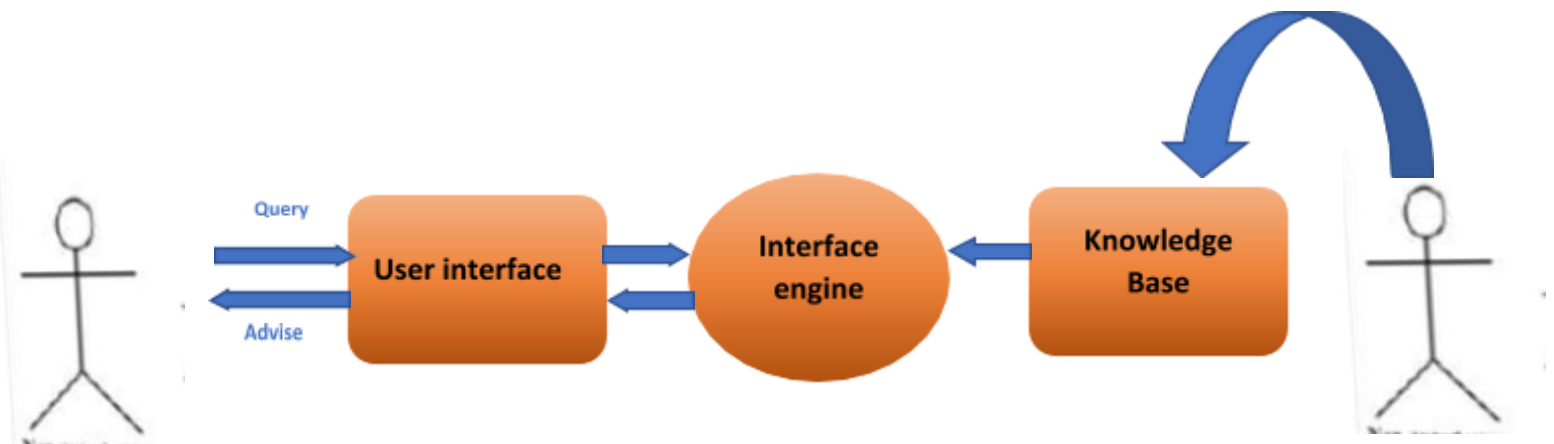 Query
User interface
Advise
Interface
engine
Knowledge
Base